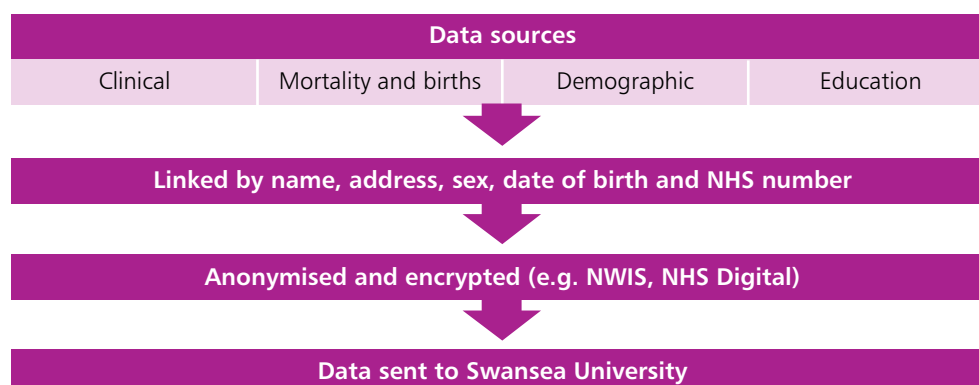 Data sources
Clinical Mortality and births Demographic Education
Linked by name, address, sex, date of birth and NHS number
Anonymised and encrypted (e.g. NWIS, NHS Digital)
Data sent to Swansea University